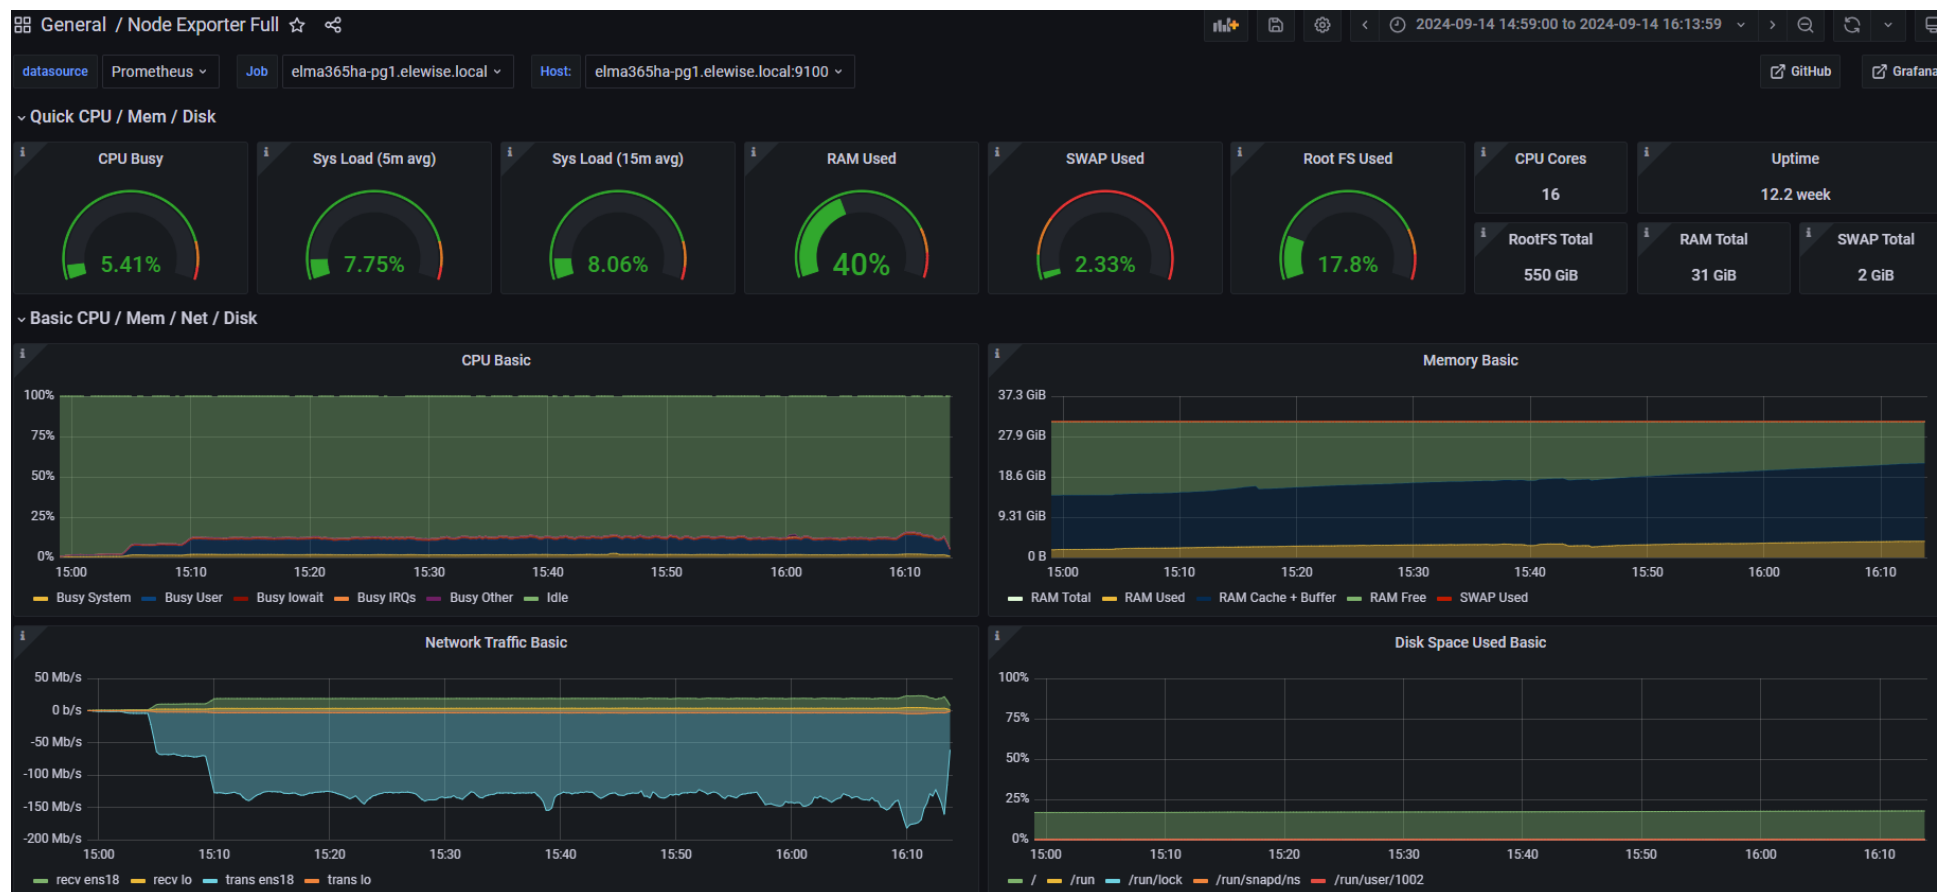 General / Node Exporter Full
2024-09-14 14:59:00 to 2024-09-14 16:13:59
datasource Prometheus Job elma365ha-pg1.elewise.local Host: elma365ha-pg1.elewise.local:9100 GitHub Grafana
Quick CPU / Mem / Disk
CPU Busy
5.41%
Sys Load (5m avg)
7.75%
Sys Load (15m avg)
8.06%
RAM Used
40%
SWAP Used
2.33%
Root FS Used
17.8%
CPU Cores
16
Uptime
12.2 week
RootFS Total
550 GiB
RAM Total
31 GiB
SWAP Total
2 GiB
Basic CPU / Mem / Net / Disk
CPU Basic
100%
75%
50%
25%
0%
15:00 15:10 15:20 15:30 15:40 15:50 16:00 16:10
Busy System Busy User Busy Iowait Busy IRQs Busy Other Idle
Memory Basic
37.3 GiB
27.9 GiB
18.6 GiB
9.31 GiB
0 B
15:00 15:10 15:20 15:30 15:40 15:50 16:00 16:10
RAM Total RAM Used RAM Cache + Buffer RAM Free SWAP Used
Network Traffic Basic
50 Mb/s
0 b/s
-50 Mb/s
-100 Mb/s
-150 Mb/s
-200 Mb/s
15:00 15:10 15:20 15:30 15:40 15:50 16:00 16:10
recv ens18 recv lo trans ens18 trans lo
Disk Space Used Basic
100%
75%
50%
25%
0%
15:00 15:10 15:20 15:30 15:40 15:50 16:00 16:10
/ /run /run/lock /run/snapd/ns /run/user/1002